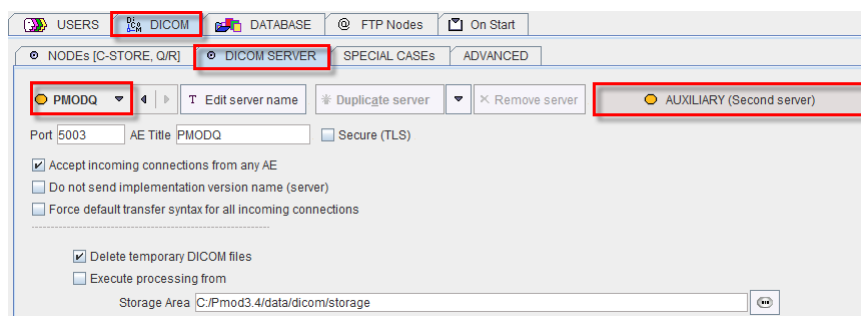 USERS DICOM DATABASE @ FTP Nodes On Start
NODEs [C-STORE, Q/R] DICOM SERVER SPECIAL CASEs ADVANCED
PMODQ T Edit server name Duplicate server Remove server AUXILIARY (Second server)
Port 5003 AE Title PMODQ Secure (TLS)
Accept incoming connections from any AE
Do not send implementation version name (server)
Force default transfer syntax for all incoming connections
Delete temporary DICOM files
Execute processing from
Storage Area C:/Pmod3.4/data/dicom/storage